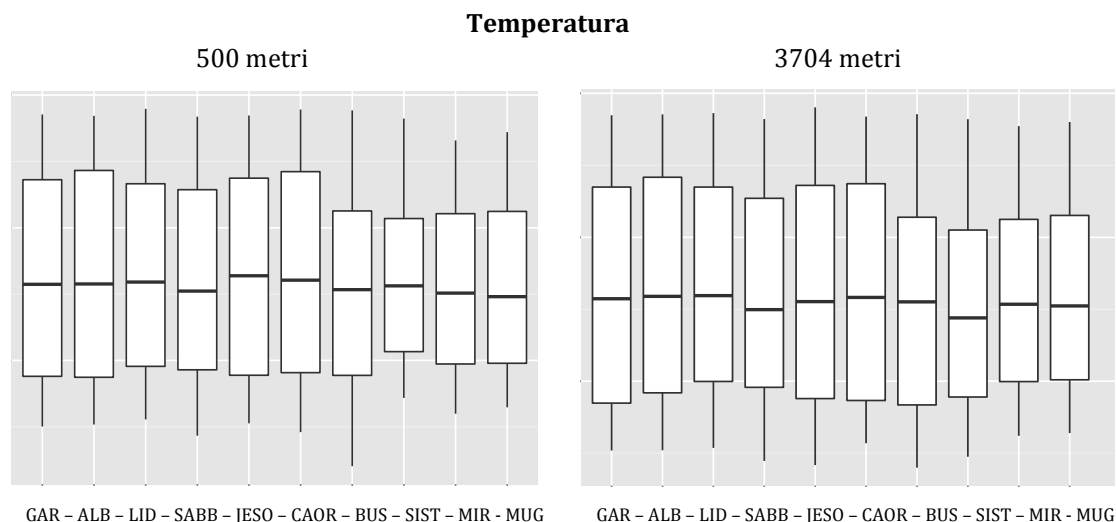 Temperatura
500 metri
3704 metri
GAR – ALB – LID – SABB – JESO – CAOR – BUS – SIST – MIR - MUG
GAR – ALB – LID – SABB – JESO – CAOR – BUS – SIST – MIR - MUG